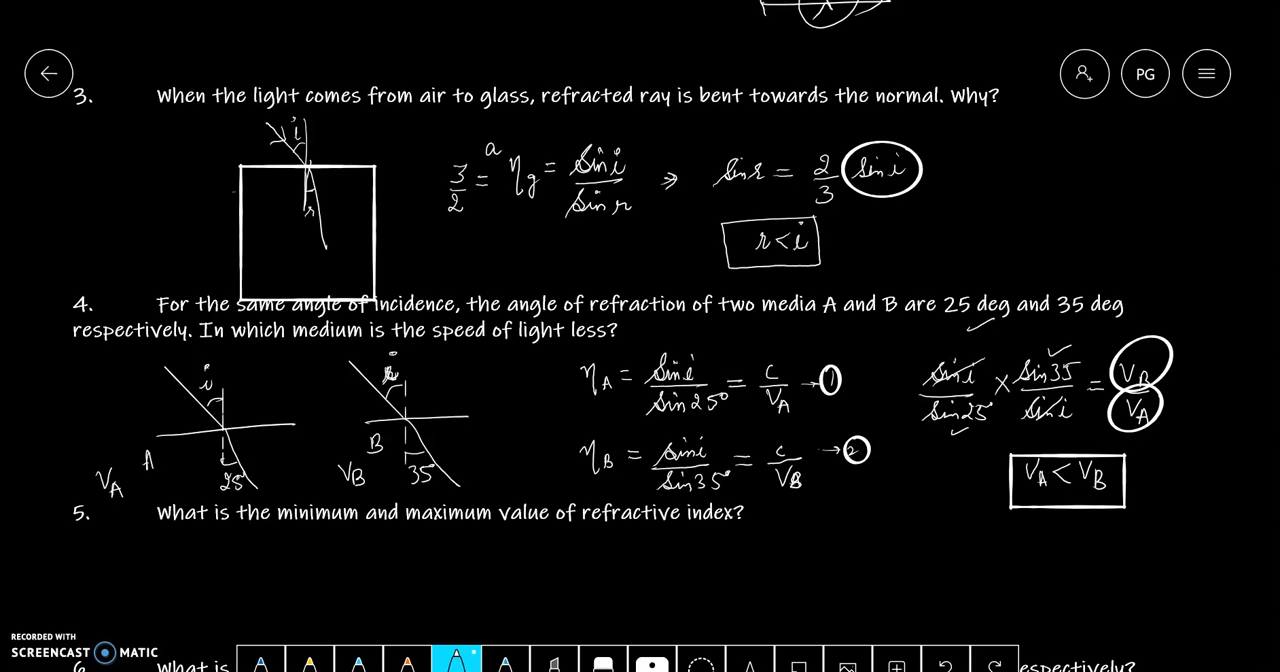 PG
3. When the light comes from air to glass, refracted ray is bent towards the normal. Why?
i
r
3/2 = aηg = sin i / sin r ⇒ sin r = 2/3 sin i
r < i
4. For the same angle of incidence, the angle of refraction of two media A and B are 25 deg and 35 deg
respectively. In which medium is the speed of light less?
i
A
VA
25°
i
B
VB
35°
ηA = sin i / sin 25° = c / VA → 1
ηB = sin i / sin 35° = c / VB → 2
sin i / sin 25° × sin 35 / sin i = VB / VA
VA < VB
5. What is the minimum and maximum value of refractive index?
RECORDED WITH
SCREENCAST MATIC
6. What is
espectively?